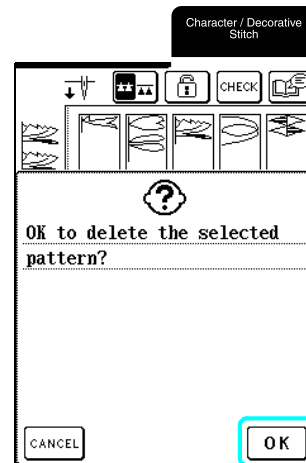 Character / Decorative
Stitch
CHECK
OK to delete the selected
pattern?
CANCEL
OK